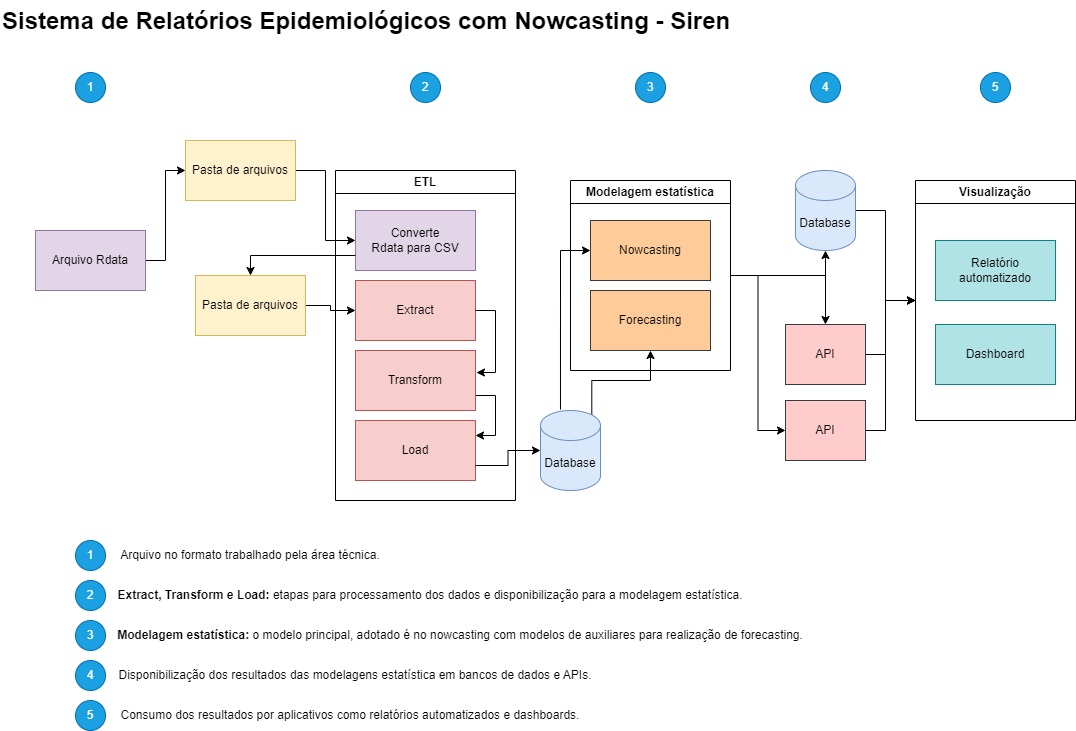 Sistema de Relatórios Epidemiológicos com Nowcasting - Siren
1
2
3
4
5
Arquivo Rdata
Pasta de arquivos
Pasta de arquivos
ETL
Converte
Rdata para CSV
Extract
Transform
Load
Database
Modelagem estatística
Nowcasting
Forecasting
Database
API
API
Visualização
Relatório
automatizado
Dashboard
1 Arquivo no formato trabalhado pela área técnica.
2 Extract, Transform e Load: etapas para processamento dos dados e disponibilização para a modelagem estatística.
3 Modelagem estatística: o modelo principal, adotado é no nowcasting com modelos de auxiliares para realização de forecasting.
4 Disponibilização dos resultados das modelagens estatística em bancos de dados e APIs.
5 Consumo dos resultados por aplicativos como relatórios automatizados e dashboards.